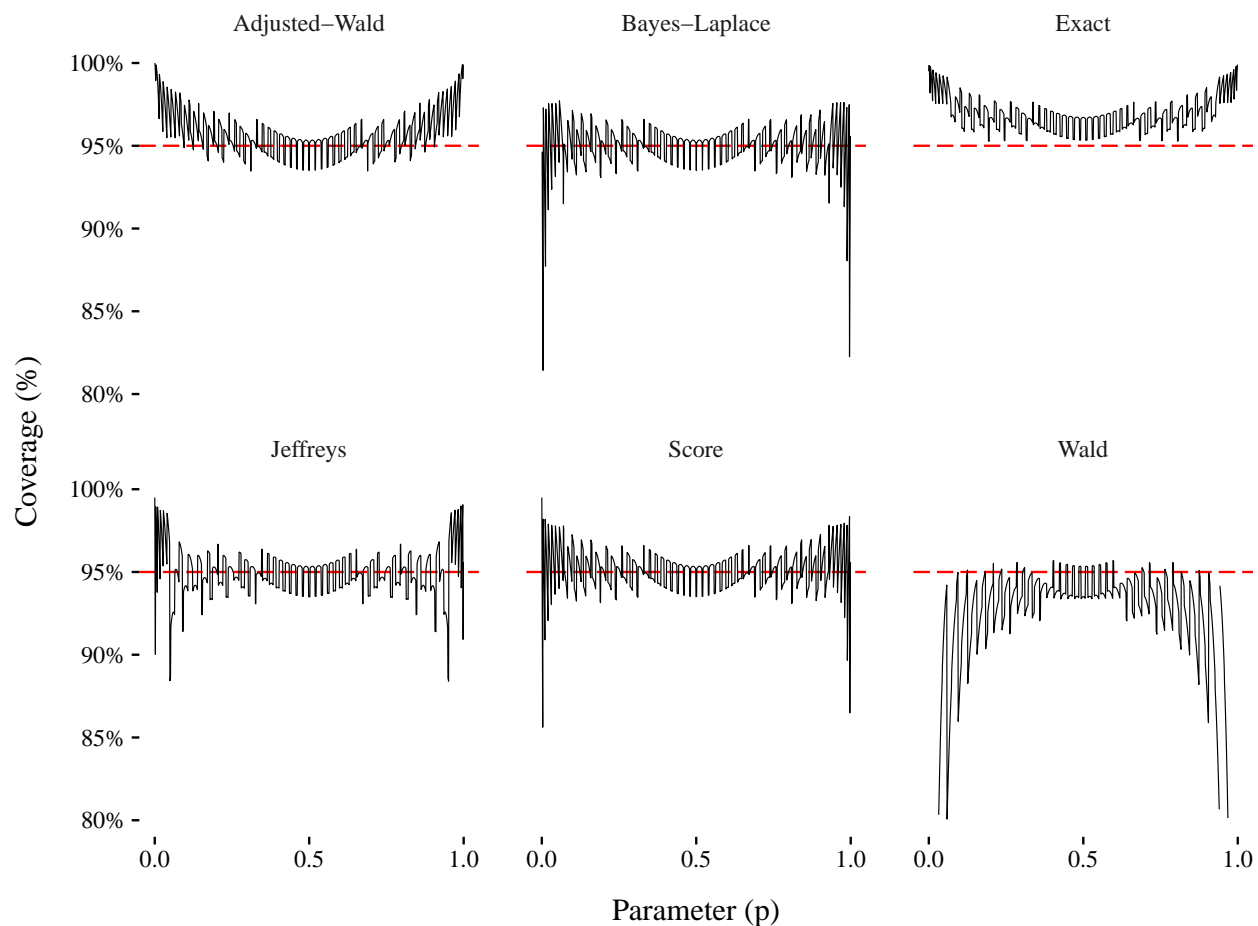 Adjusted−Wald Bayes−Laplace Exact
100%
95%
90%
85%
80%
Jeffreys Score Wald
100%
95%
90%
85%
80%
0.0 0.5 1.0 0.0 0.5 1.0 0.0 0.5 1.0
Parameter (p)
Coverage (%)